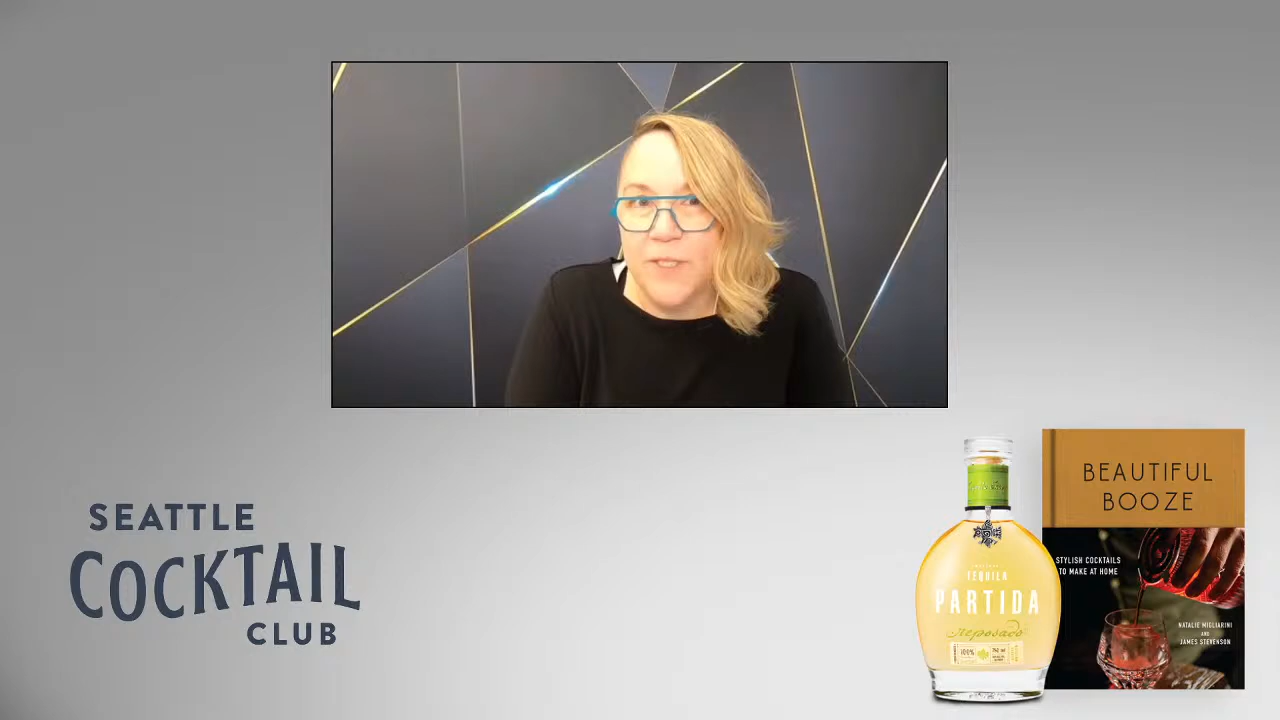 SEATTLE
COCKTAIL
CLUB
TEQUILA
PARTIDA
Reposado
100%
BEAUTIFUL
BOOZE
STYLISH COCKTAILS
TO MAKE AT HOME
NATALIE MIGLIARINI
AND
JAMES STEVENSON